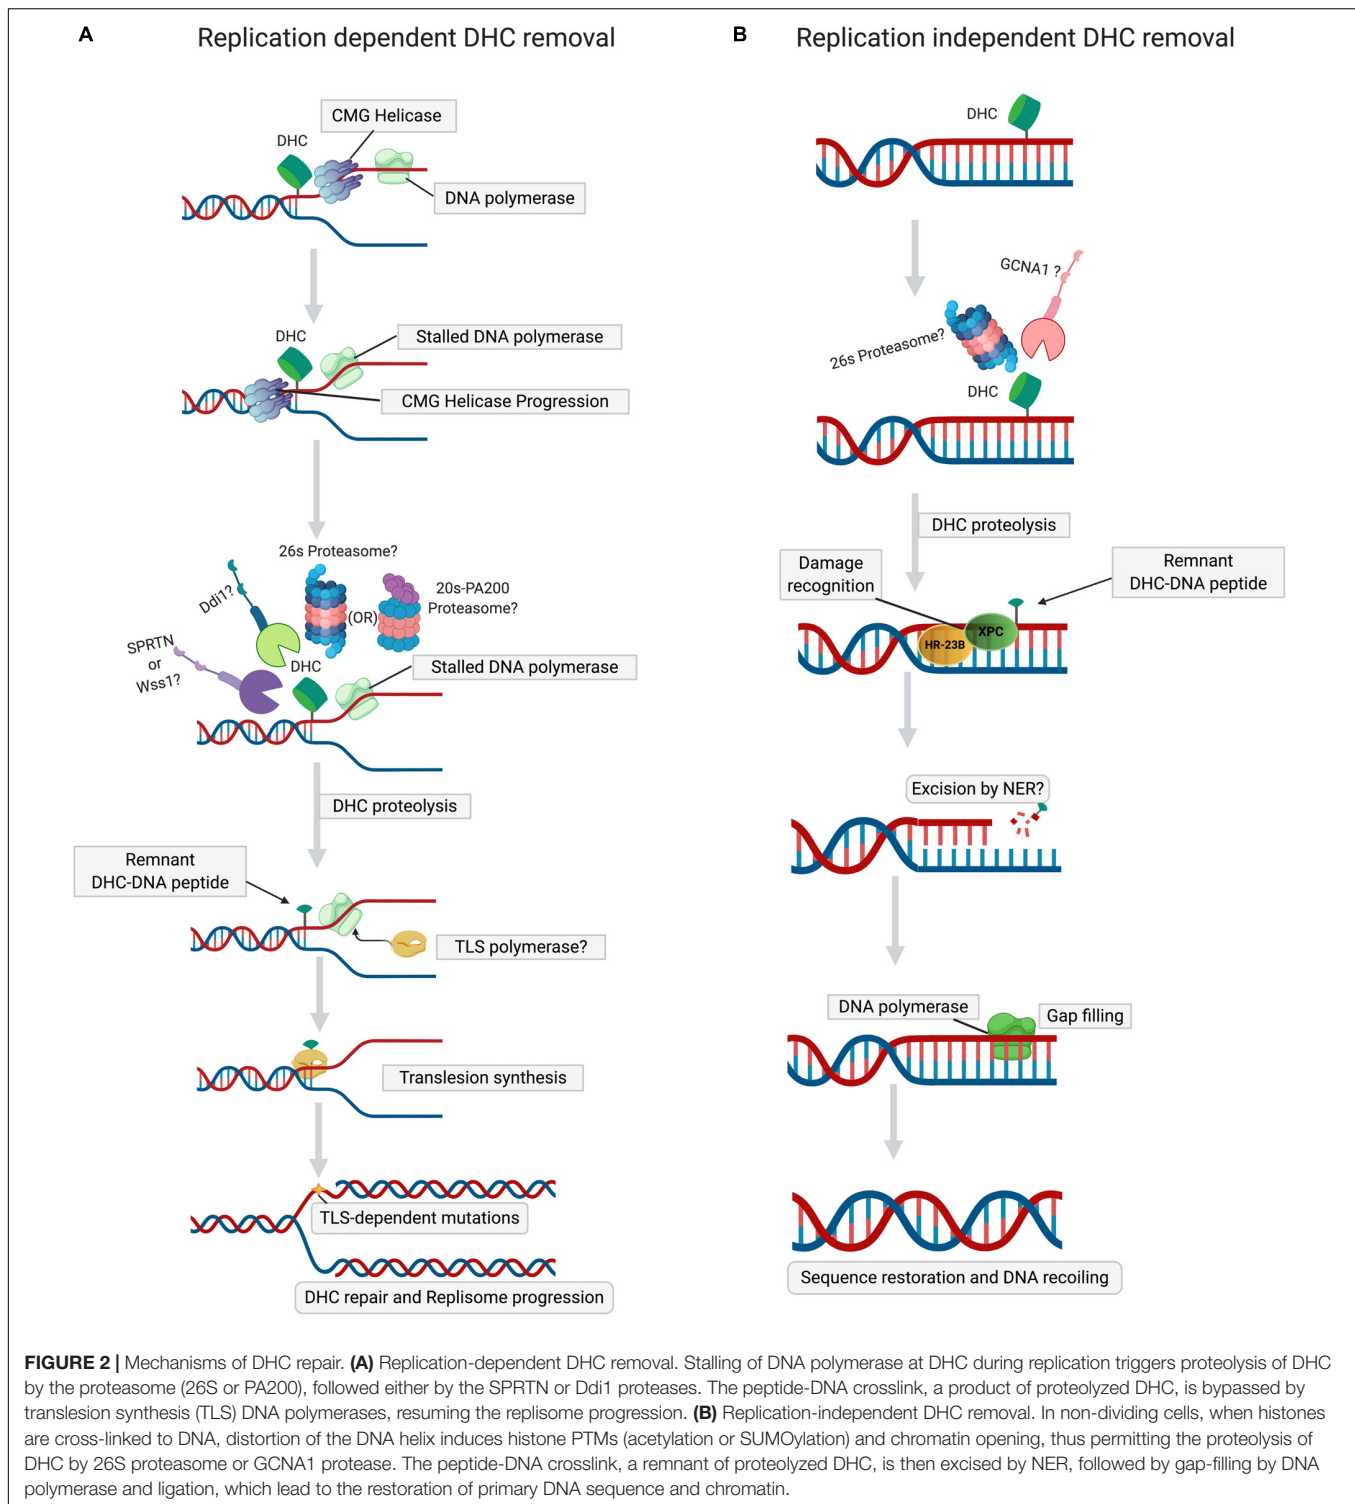 A
Replication dependent DHC removal
CMG Helicase
DHC
DNA polymerase
DHC
Stalled DNA polymerase
CMG Helicase Progression
26s Proteasome?
Ddi1?
(OR)
20s-PA200
Proteasome?
SPRTN
or
Wss1?
DHC
Stalled DNA polymerase
DHC proteolysis
Remnant
DHC-DNA peptide
TLS polymerase?
Translesion synthesis
TLS-dependent mutations
DHC repair and Replisome progression
B
Replication independent DHC removal
DHC
GCNA1 ?
26s Proteasome?
DHC
DHC proteolysis
Damage
recognition
Remnant
DHC-DNA peptide
HR-23B
XPC
Excision by NER?
DNA polymerase
Gap filling
Sequence restoration and DNA recoiling
FIGURE 2 | Mechanisms of DHC repair. (A) Replication-dependent DHC removal. Stalling of DNA polymerase at DHC during replication triggers proteolysis of DHC
by the proteasome (26S or PA200), followed either by the SPRTN or Ddi1 proteases. The peptide-DNA crosslink, a product of proteolyzed DHC, is bypassed by
translesion synthesis (TLS) DNA polymerases, resuming the replisome progression. (B) Replication-independent DHC removal. In non-dividing cells, when histones
are cross-linked to DNA, distortion of the DNA helix induces histone PTMs (acetylation or SUMOylation) and chromatin opening, thus permitting the proteolysis of
DHC by 26S proteasome or GCNA1 protease. The peptide-DNA crosslink, a remnant of proteolyzed DHC, is then excised by NER, followed by gap-filling by DNA
polymerase and ligation, which lead to the restoration of primary DNA sequence and chromatin.